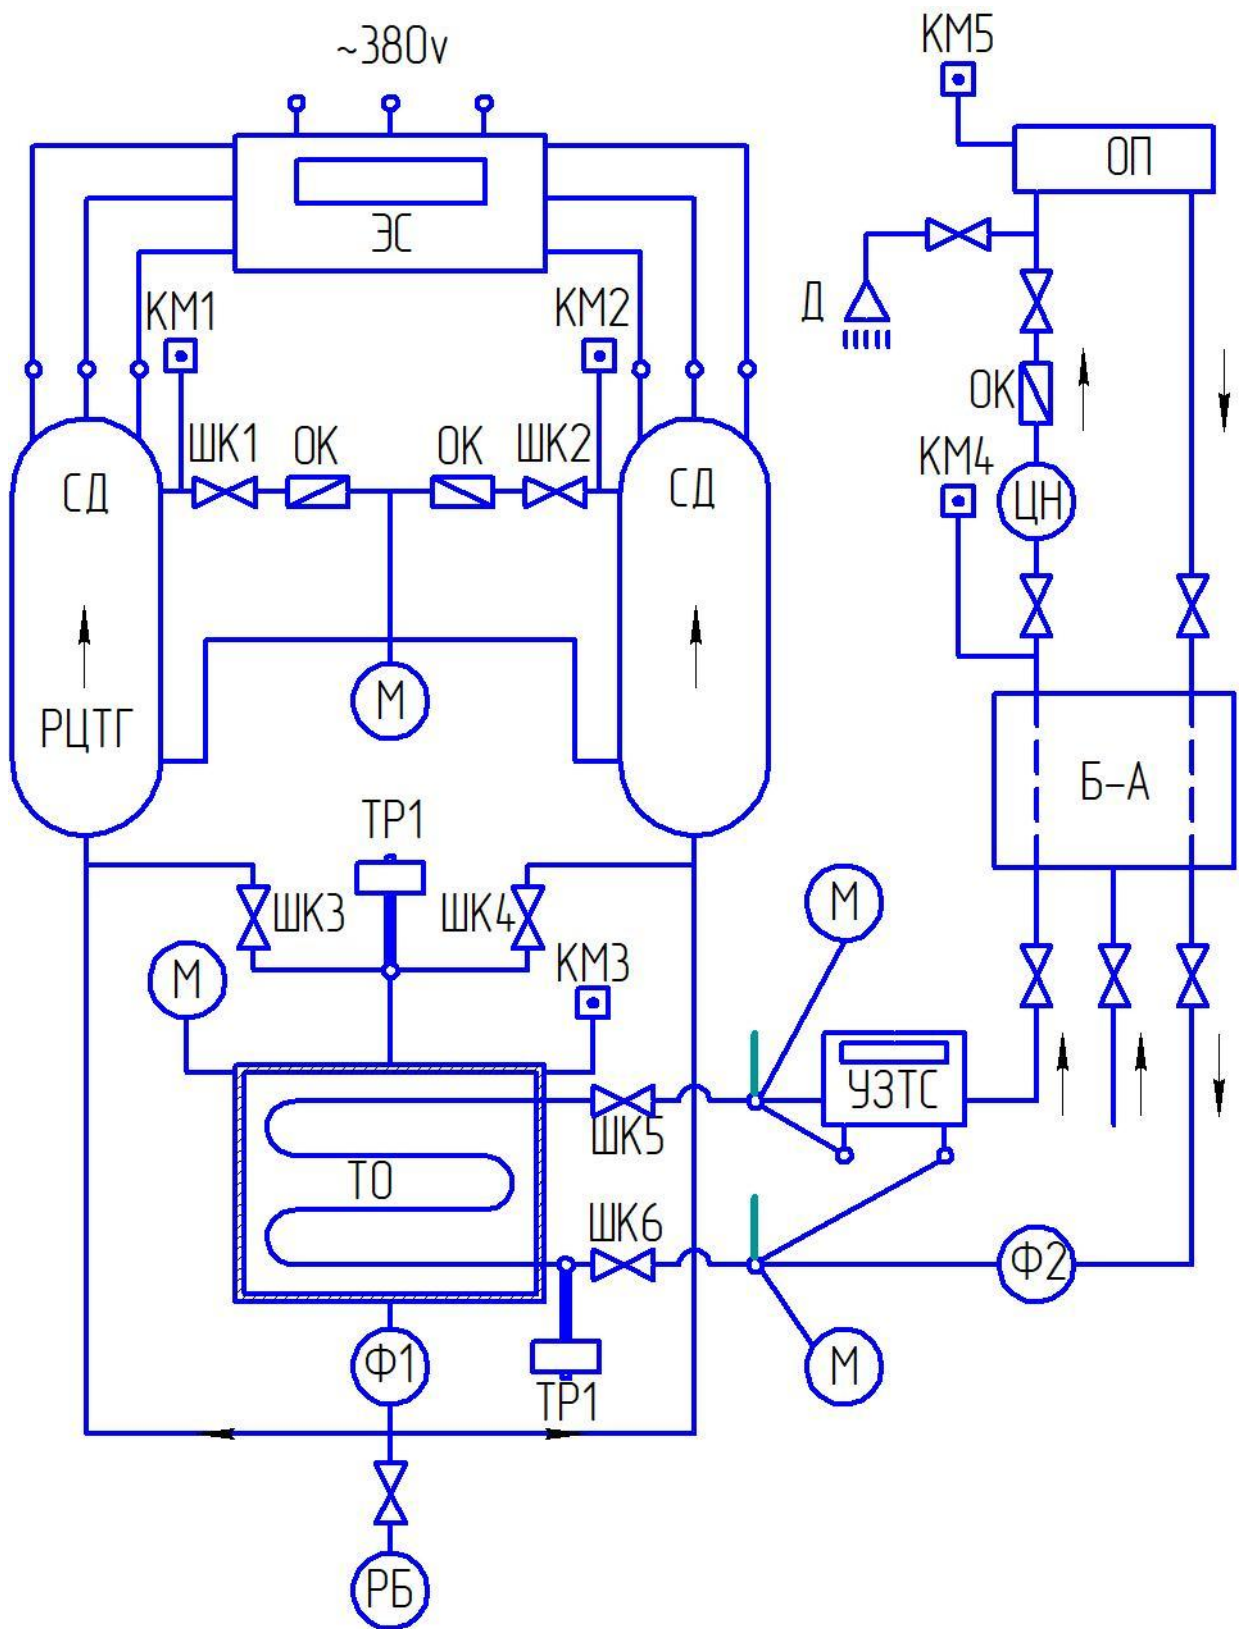 ~380v
КМ5
ОП
ЭС
КМ1
КМ2
Д
ШК1
ОК
ОК
ШК2
ОК
КМ4
СД
СД
ЦН
М
РЦТГ
Б-А
ТР1
ШК3
ШК4
М
М
КМ3
УЗТС
ШК5
ТО
ШК6
Ф2
Ф1
М
ТР1
РБ